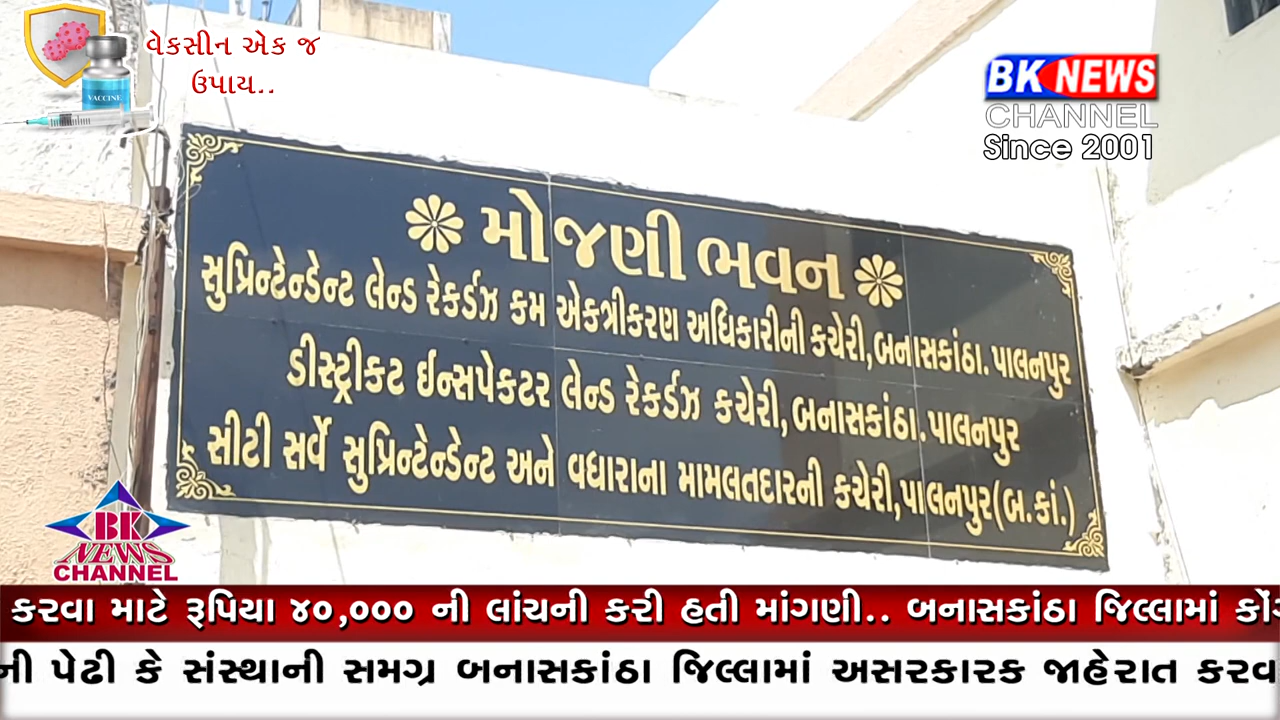 વેકસીન એક જ
ઉપાય..
VACCINE
BK NEWS
CHANNEL
Since 2001
મોજણી ભવન
સુપ્રિન્ટેન્ડેન્ટ લેન્ડ રેકર્ડઝ કમ એકત્રીકરણ અધિકારીની કચેરી,બનાસકાંઠા.પાલનપુર
ડીસ્ટ્રીકટ ઈન્સપેકટર લેન્ડ રેકર્ડઝ કચેરી,બનાસકાંઠા.પાલનપુર
સીટી સર્વે સુપ્રિન્ટેન્ડેન્ટ અને વધારાના મામલતદારની કચેરી,પાલનપુર(બ.કાં.)
BK
NEWS
CHANNEL
કરવા માટે રૂપિયા ૪૦,૦૦૦ ની લાંચની કરી હતી માંગણી.. બનાસકાંઠા જિલ્લામાં
ની પેઢી કે સંસ્થાની સમગ્ર બનાસકાંઠા જિલ્લામાં અસરકારક જાહેરાત કરવા